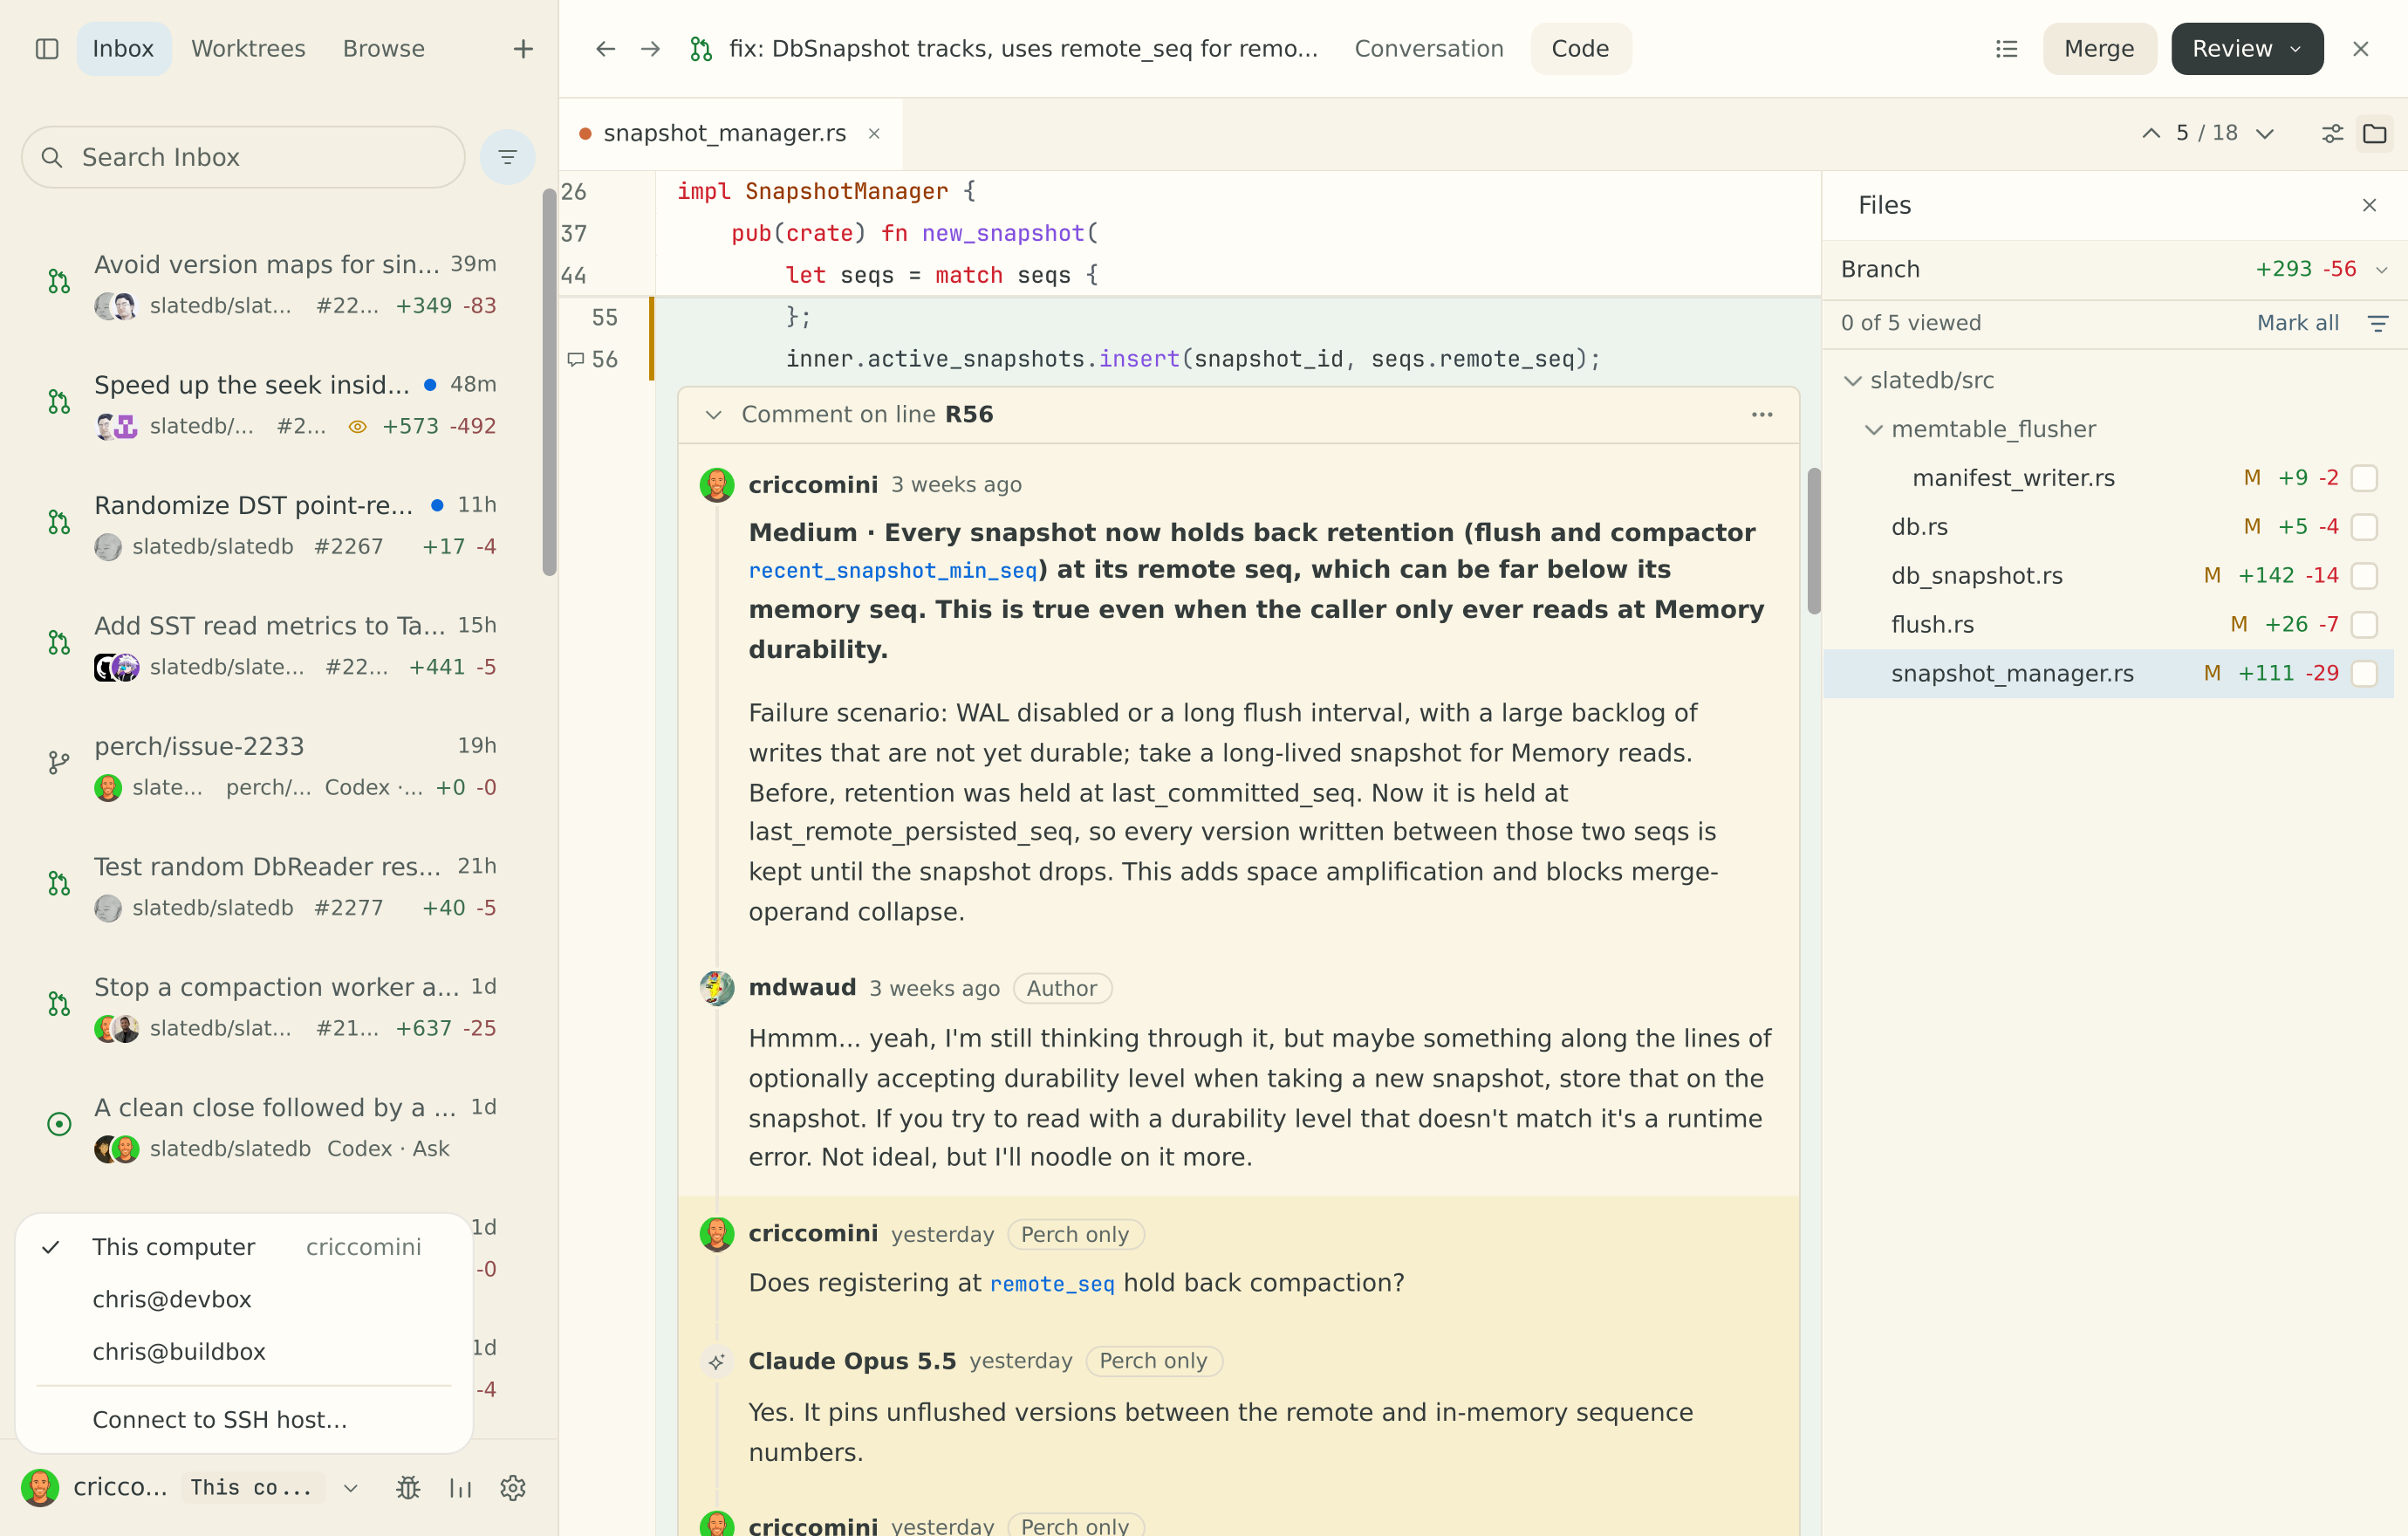 Inbox Worktrees Browse
Search Inbox
Avoid version maps for sin... 39m
slatedb/slat... #22... +349 -83
Speed up the seek insid... 48m
slatedb/... #2... +573 -492
Randomize DST point-re... 11h
slatedb/slatedb #2267 +17 -4
Add SST read metrics to Ta... 15h
slatedb/slate... #22... +441 -5
perch/issue-2233 19h
slate... perch/... Codex ·... +0 -0
Test random DbReader res... 21h
slatedb/slatedb #2277 +40 -5
Stop a compaction worker a... 1d
slatedb/slat... #21... +637 -25
A clean close followed by a ... 1d
slatedb/slatedb Codex · Ask
1d
-0
1d
-4
This computer criccomini
chris@devbox
chris@buildbox
Connect to SSH host...
cricco... This co...
fix: DbSnapshot tracks, uses remote_seq for remo... Conversation Code Merge Review
snapshot_manager.rs 5 / 18
26 impl SnapshotManager {
37 pub(crate) fn new_snapshot(
44 let seqs = match seqs {
55 };
56 inner.active_snapshots.insert(snapshot_id, seqs.remote_seq);
Comment on line R56
criccomini 3 weeks ago
Medium · Every snapshot now holds back retention (flush and compactor
recent_snapshot_min_seq) at its remote seq, which can be far below its
memory seq. This is true even when the caller only ever reads at Memory
durability.
Failure scenario: WAL disabled or a long flush interval, with a large backlog of
writes that are not yet durable; take a long-lived snapshot for Memory reads.
Before, retention was held at last_committed_seq. Now it is held at
last_remote_persisted_seq, so every version written between those two seqs is
kept until the snapshot drops. This adds space amplification and blocks merge-
operand collapse.
mdwaud 3 weeks ago Author
Hmmm... yeah, I'm still thinking through it, but maybe something along the lines of
optionally accepting durability level when taking a new snapshot, store that on the
snapshot. If you try to read with a durability level that doesn't match it's a runtime
error. Not ideal, but I'll noodle on it more.
criccomini yesterday Perch only
Does registering at remote_seq hold back compaction?
Claude Opus 5.5 yesterday Perch only
Yes. It pins unflushed versions between the remote and in-memory sequence
numbers.
criccomini yesterday Perch only
Files
Branch +293 -56
0 of 5 viewed Mark all
slatedb/src
memtable_flusher
manifest_writer.rs M +9 -2
db.rs M +5 -4
db_snapshot.rs M +142 -14
flush.rs M +26 -7
snapshot_manager.rs M +111 -29